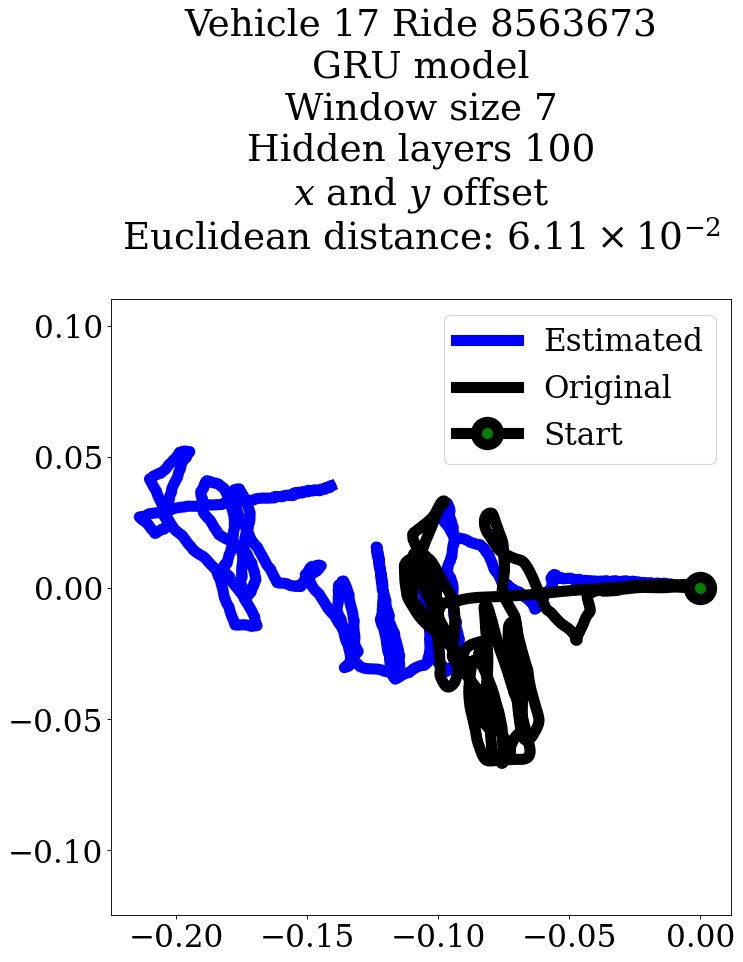 Vehicle 17 Ride 8563673
GRU model
Window size 7
Hidden layers 100
x and y offset
Euclidean distance: 6.11 × 10⁻²
Estimated
Original
Start
0.10
0.05
0.00
−0.05
−0.10
−0.20 −0.15 −0.10 −0.05 0.00